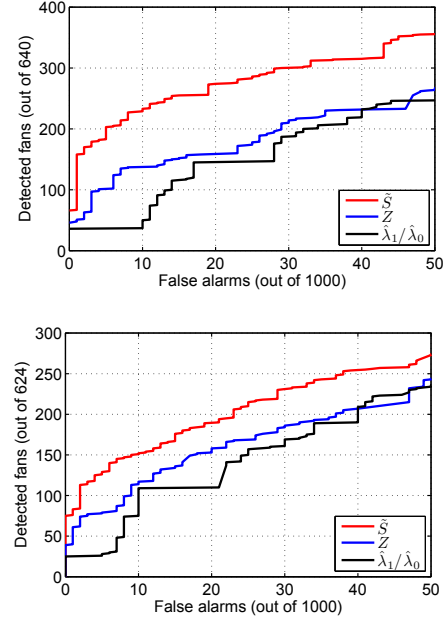 400
300
200
100
0
Detected fans (out of 640)
0 10 20 30 40 50
False alarms (out of 1000)
S̃
Z
λ̂₁/λ̂₀
300
250
200
150
100
50
0
Detected fans (out of 624)
0 10 20 30 40 50
False alarms (out of 1000)
S̃
Z
λ̂₁/λ̂₀